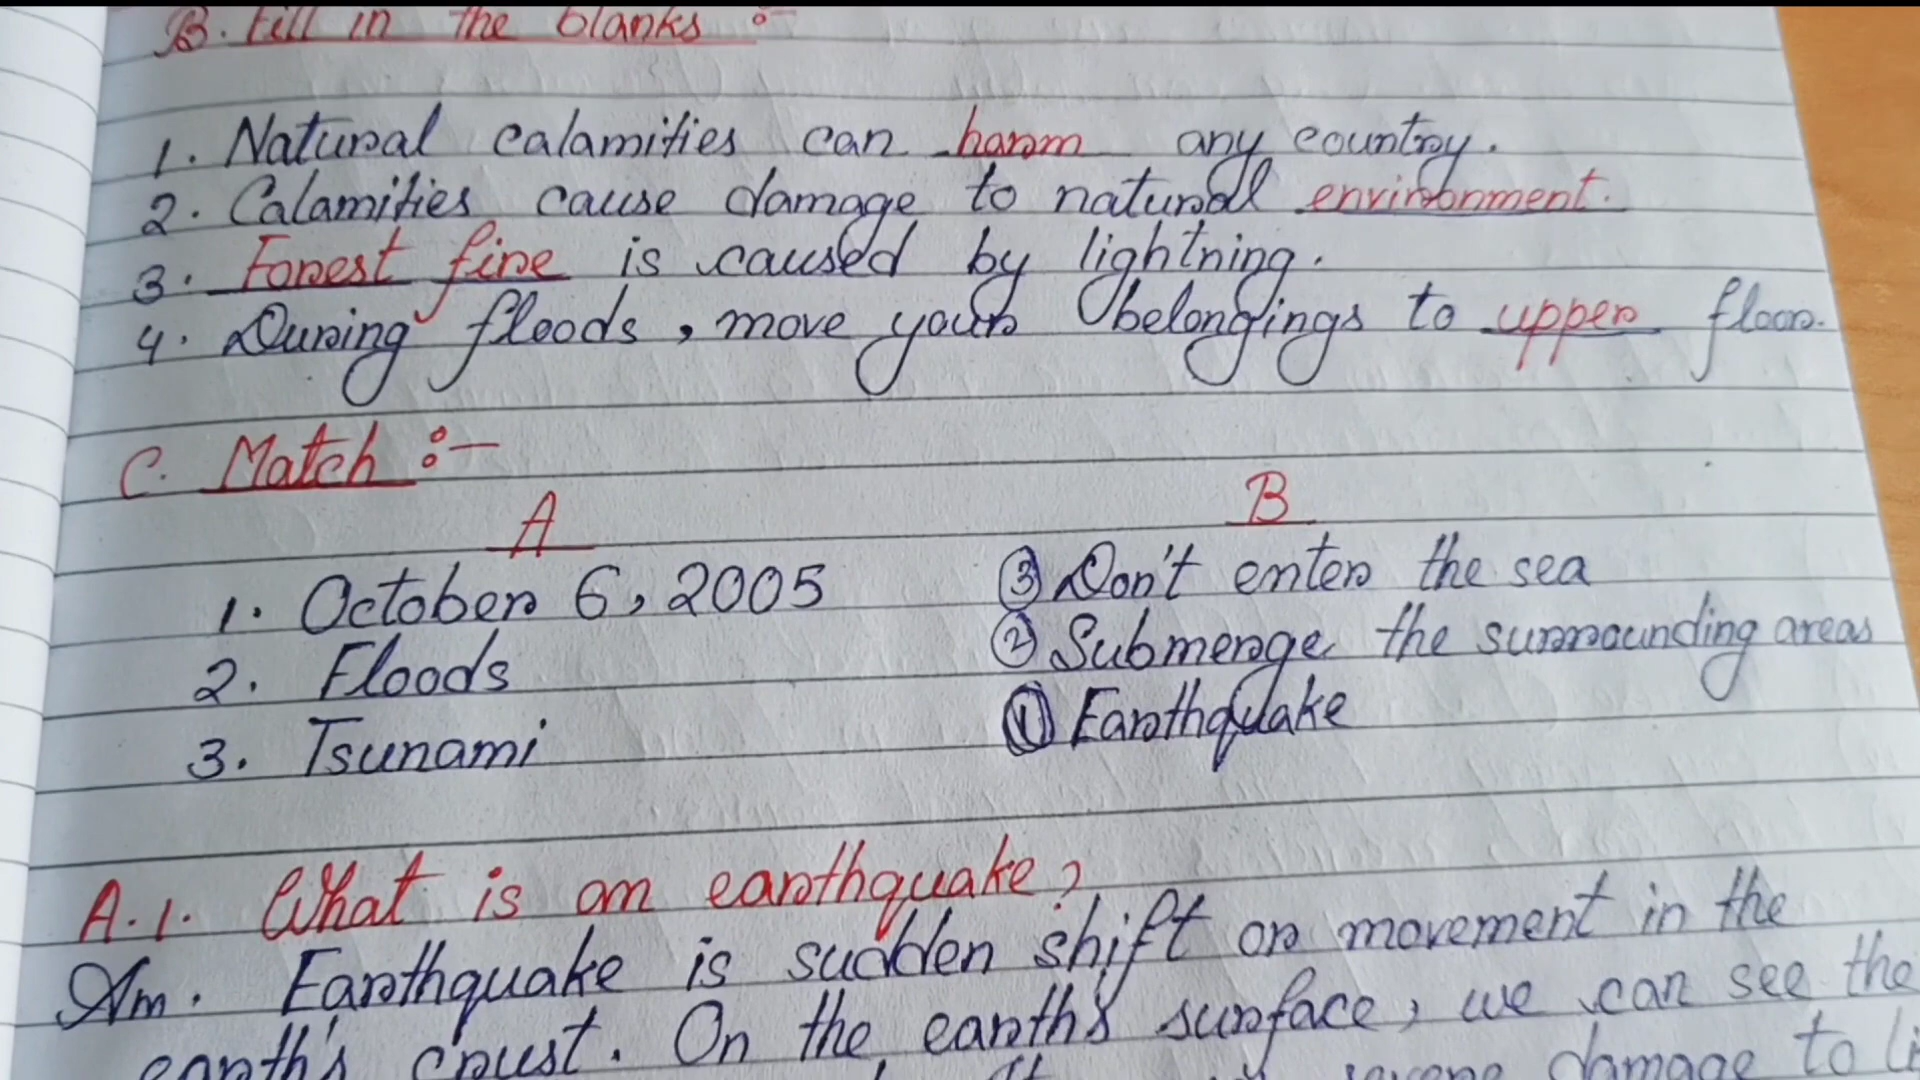 B. Fill in the blanks :-
1. Natural calamities can harm any country.
2. Calamities cause damage to natural environment.
3. Forest fire is caused by lightning.
4. During floods, move your belongings to upper floor.
C. Match :-
A B
1. October 6, 2005 ③ Don't enter the sea
2. Floods ② Submerge the surrounding areas
3. Tsunami ① Earthquake
A.1. What is an earthquake?
Ans. Earthquake is sudden shift or movement in the
earth's crust. On the earth's surface, we can see the
damage to